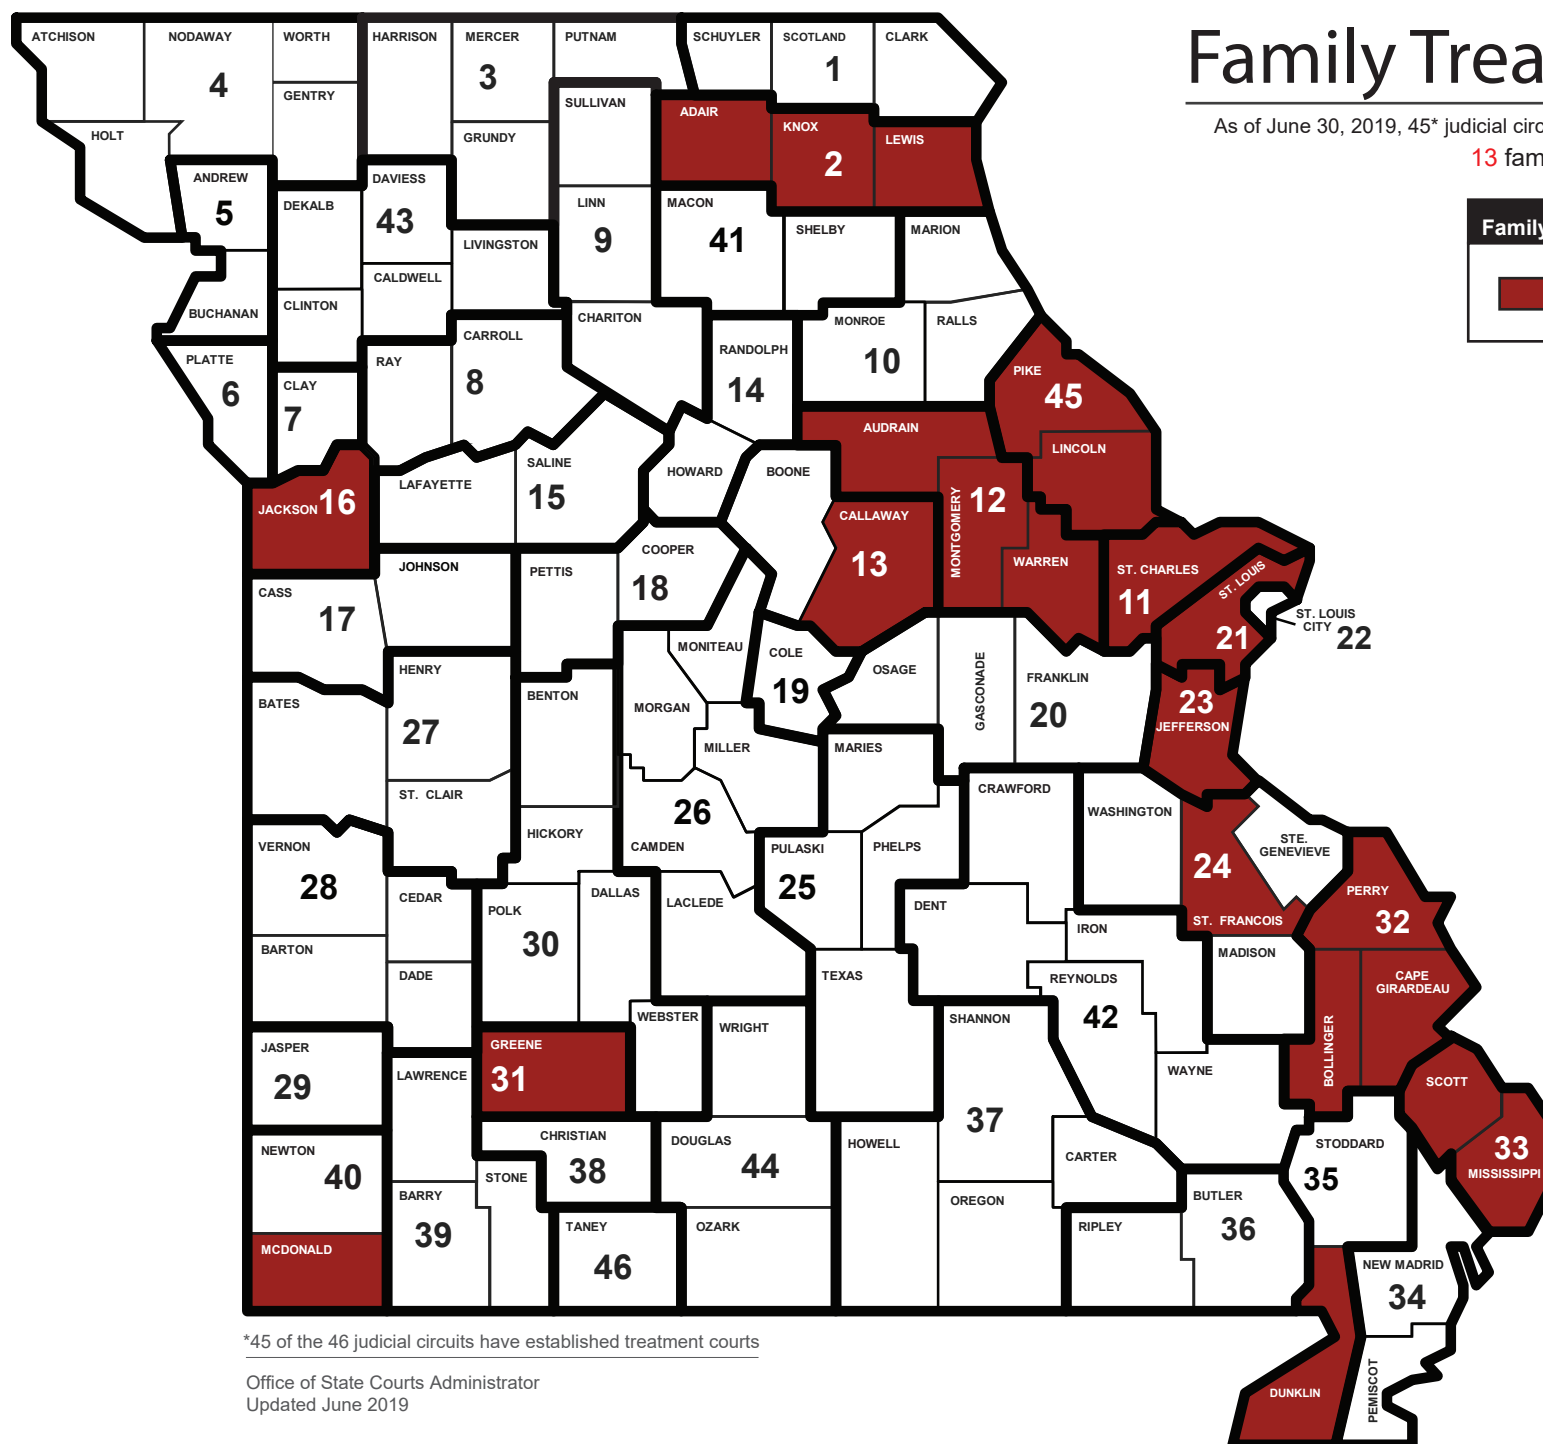 Family Trea
As of June 30, 2019, 45* judicial circ
13 fam
Family
ATCHISON
NODAWAY
WORTH
HARRISON
MERCER
PUTNAM
SCHUYLER
SCOTLAND
CLARK
4
3
1
GENTRY
SULLIVAN
ADAIR
KNOX
LEWIS
HOLT
GRUNDY
2
ANDREW
5
DEKALB
DAVIESS
43
LINN
9
MACON
41
SHELBY
MARION
LIVINGSTON
CALDWELL
BUCHANAN
CLINTON
CHARITON
MONROE
RALLS
10
CARROLL
8
RANDOLPH
14
PLATTE
6
CLAY
7
RAY
PIKE
45
AUDRAIN
LINCOLN
SALINE
15
HOWARD
BOONE
LAFAYETTE
JACKSON 16
CALLAWAY
13
MONTGOMERY
12
WARREN
COOPER
18
JOHNSON
PETTIS
ST. CHARLES
11
ST. LOUIS
21
ST. LOUIS
CITY 22
CASS
17
MONITEAU
COLE
19
OSAGE
GASCONADE
FRANKLIN
20
HENRY
27
BENTON
MORGAN
BATES
23
JEFFERSON
MILLER
MARIES
ST. CLAIR
26
CAMDEN
CRAWFORD
WASHINGTON
HICKORY
VERNON
28
PULASKI
25
PHELPS
STE.
GENEVIEVE
24
ST. FRANCOIS
PERRY
32
CEDAR
POLK
30
DALLAS
LACLEDE
DENT
IRON
BARTON
DADE
TEXAS
REYNOLDS
42
MADISON
CAPE
GIRARDEAU
BOLLINGER
WEBSTER
WRIGHT
SHANNON
37
JASPER
29
LAWRENCE
GREENE
31
WAYNE
SCOTT
NEWTON
40
CHRISTIAN
38
DOUGLAS
44
HOWELL
CARTER
STODDARD
35
33
MISSISSIPPI
STONE
BARRY
39
OREGON
BUTLER
36
TANEY
46
OZARK
RIPLEY
MCDONALD
NEW MADRID
34
DUNKLIN
PEMISCOT
*45 of the 46 judicial circuits have established treatment courts
Office of State Courts Administrator
Updated June 2019